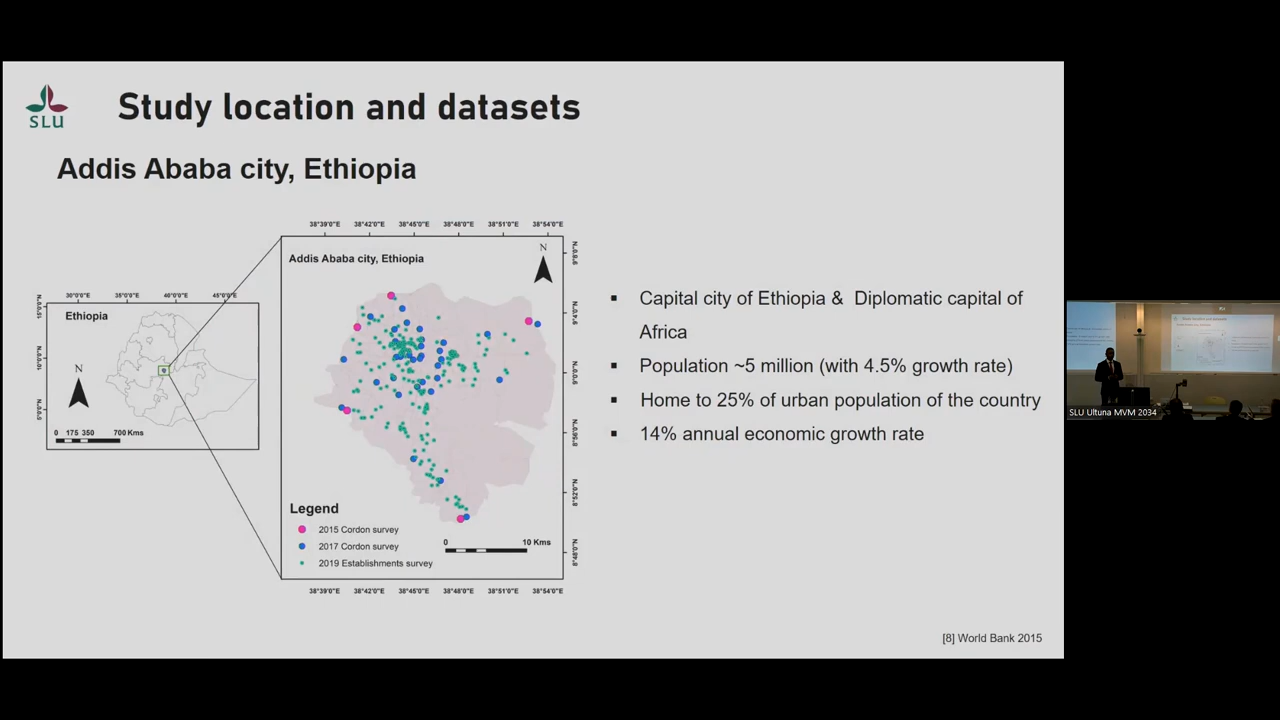 SLU
Study location and datasets
Addis Ababa city, Ethiopia
38°39'0"E 38°42'0"E 38°45'0"E 38°48'0"E 38°51'0"E 38°54'0"E
Addis Ababa city, Ethiopia
N
30°0'0"E 35°0'0"E 40°0'0"E 45°0'0"E
Ethiopia
N
0 175 350 700 Kms
Legend
2015 Cordon survey
2017 Cordon survey
2019 Establishments survey
0 10 Kms
38°39'0"E 38°42'0"E 38°45'0"E 38°48'0"E 38°51'0"E 38°54'0"E
▪ Capital city of Ethiopia & Diplomatic capital of
Africa
▪ Population ~5 million (with 4.5% growth rate)
▪ Home to 25% of urban population of the country
▪ 14% annual economic growth rate
[8] World Bank 2015
SLU Ultuna MVM 2034